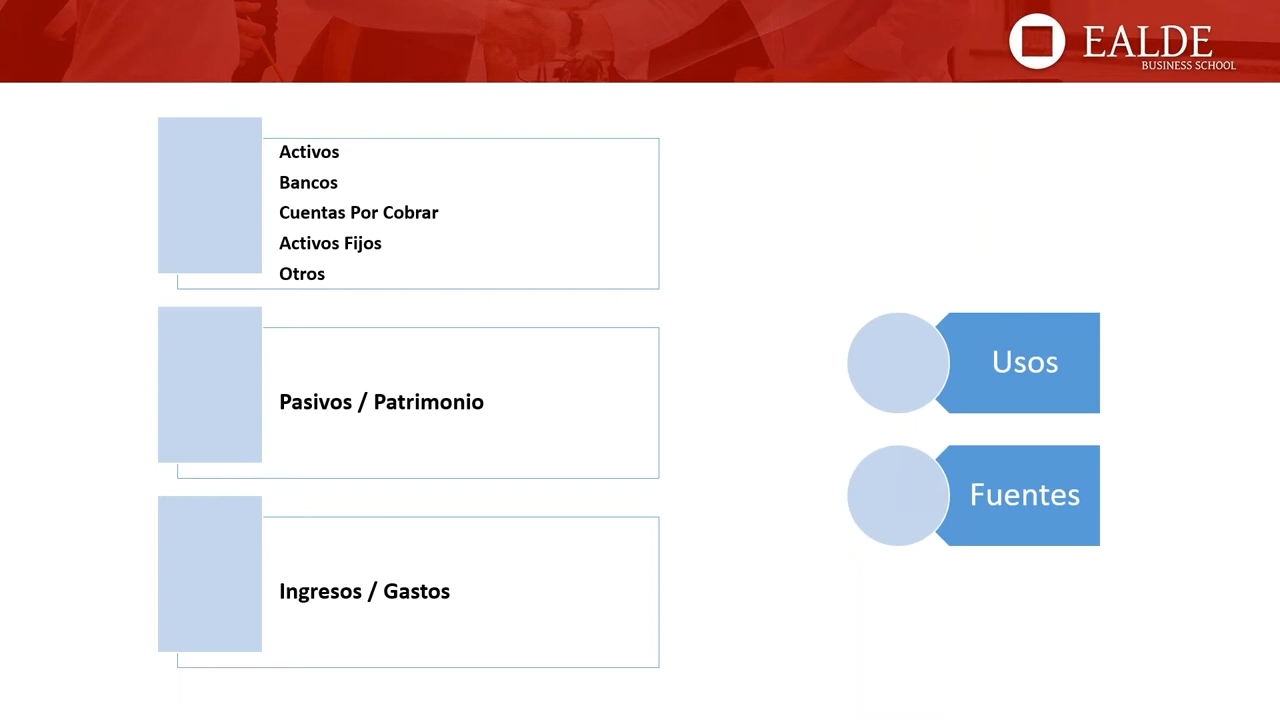 EALDE
BUSINESS SCHOOL
Activos
Bancos
Cuentas Por Cobrar
Activos Fijos
Otros
Pasivos / Patrimonio
Ingresos / Gastos
Usos
Fuentes